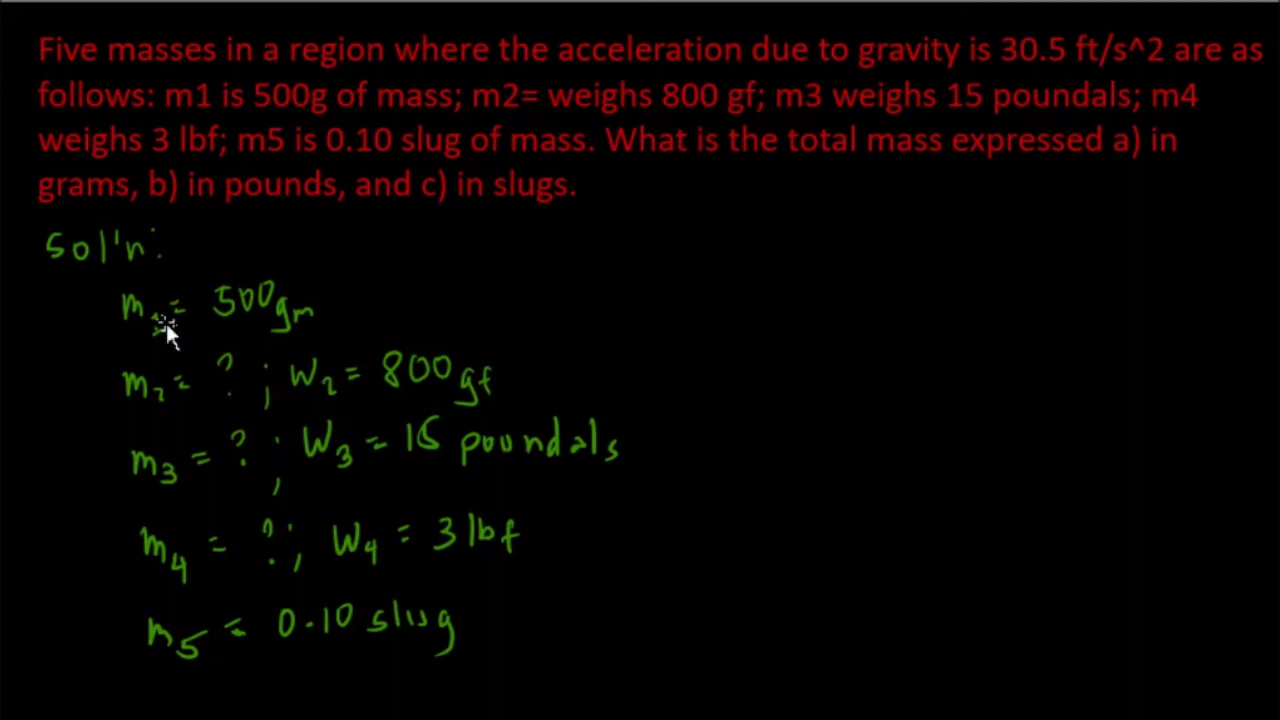 Five masses in a region where the acceleration due to gravity is 30.5 ft/s^2 are as
follows: m1 is 500g of mass; m2= weighs 800 gf; m3 weighs 15 poundals; m4
weighs 3 lbf; m5 is 0.10 slug of mass. What is the total mass expressed a) in
grams, b) in pounds, and c) in slugs.
Sol'n:
m1 = 500gm
m2 = ? ; W2 = 800 gf
m3 = ? ; W3 = 15 poundals
m4 = ? ; W4 = 3 lbf
m5 = 0.10 slug